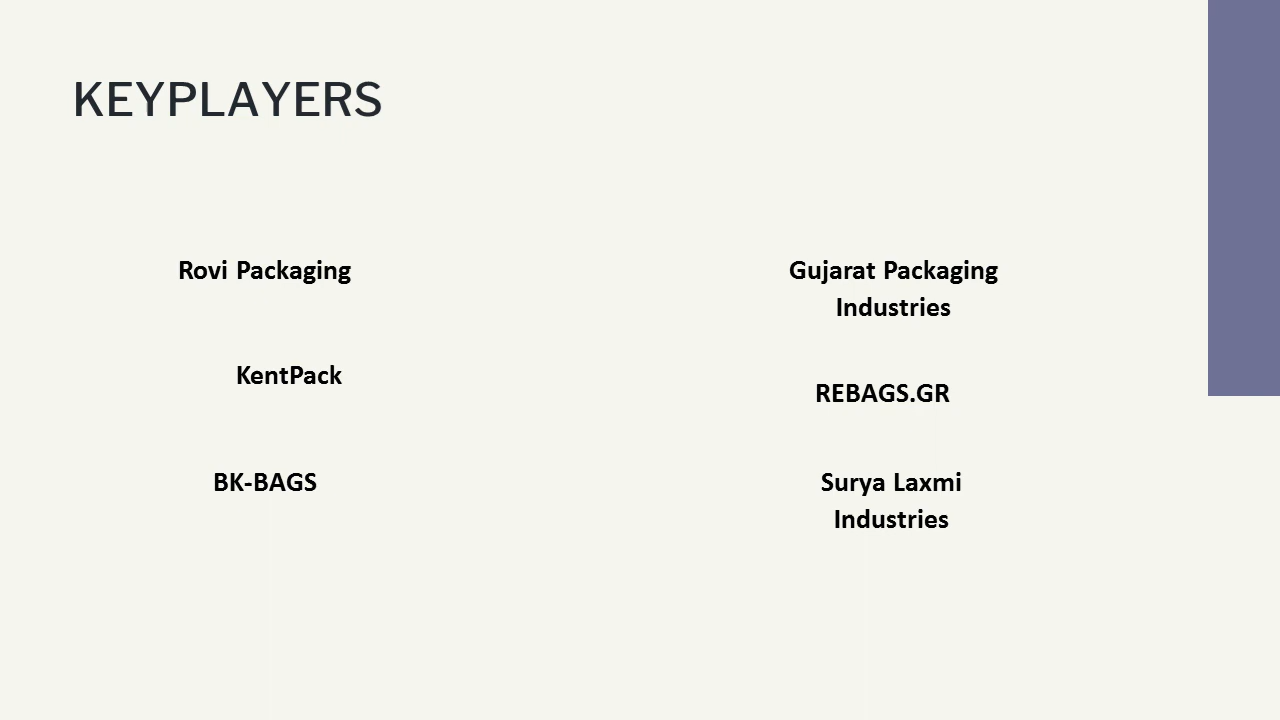 KEYPLAYERS
Rovi Packaging
KentPack
BK-BAGS
Gujarat Packaging
Industries
REBAGS.GR
Surya Laxmi
Industries